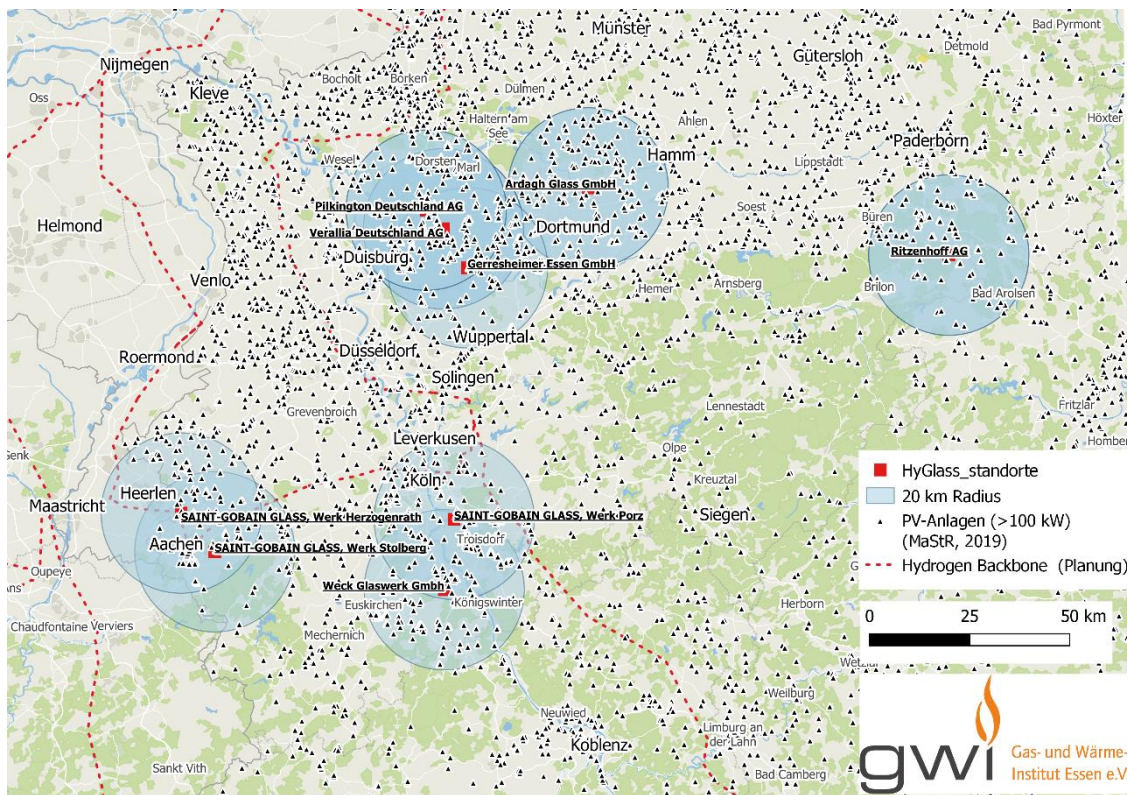 Münster
Bad Pyrmont
Nijmegen
Gütersloh
Detmold
Bocholt
Borken
Oss
Kleve
Dülmen
Haltern am
See
Ahlen
Höxter
Paderborn
Hamm
Lippstadt
Wesel
Dorsten
Marl
Ardagh Glass GmbH
Pilkington Deutschland AG
Soest
Büren
Helmond
Verallia Deutschland AG
Dortmund
Duisburg
Ritzenhoff AG
Gerresheimer Essen GmbH
Venlo
Hemer
Arnsberg
Brilon
Bad Arolsen
Wuppertal
Roermond
Düsseldorf
Solingen
Fritzlar
Lennestadt
Grevenbroich
Leverkusen
Homber
Olpe
Genk
Köln
Kreuztal
Heerlen
Maastricht
SAINT-GOBAIN GLASS, Werk Herzogenrath
SAINT-GOBAIN GLASS, Werk Porz
Siegen
Aachen
SAINT-GOBAIN GLASS, Werk Stolberg
Troisdorf
Oupeye
Ans
Weck Glaswerk Gmbh
Euskirchen
Königswinter
Herborn
Chaudfontaine
Verviers
Mechernich
Wetzlar
Weilburg
Neuwied
Limburg an
der Lahn
Koblenz
Sankt Vith
Bad Camberg
HyGlass_standorte
20 km Radius
PV-Anlagen (>100 kW)
(MaStR, 2019)
Hydrogen Backbone (Planung)
0 25 50 km
gwi
Gas- und Wärme-
Institut Essen e.V